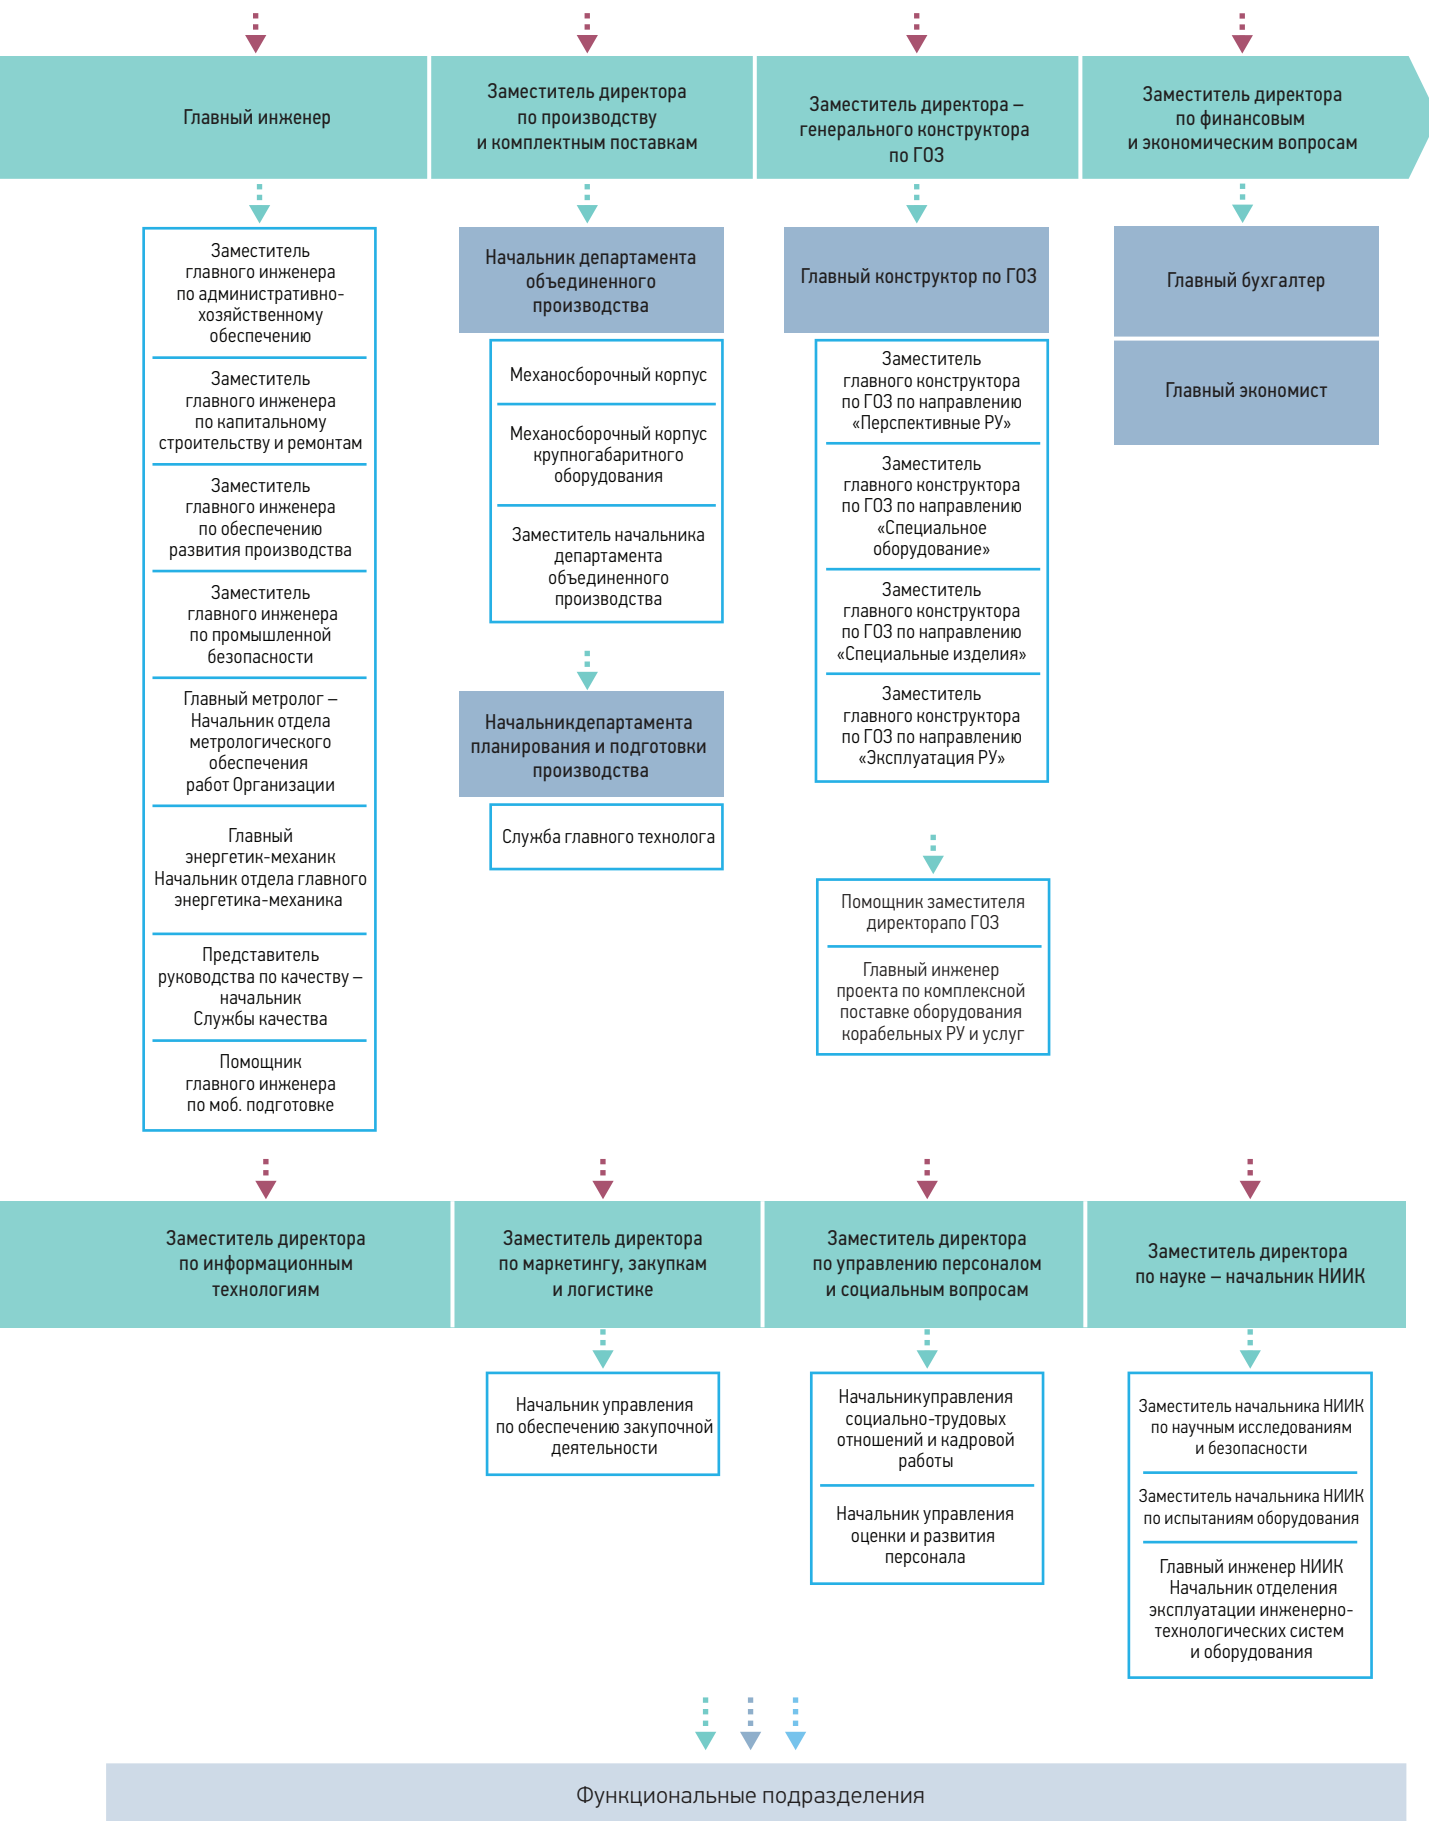 Главный инженер
Заместитель директора
по производству
и комплектным поставкам
Заместитель директора –
генерального конструктора
по ГОЗ
Заместитель директора
по финансовым
и экономическим вопросам
Заместитель
главного инженера
по административно-
хозяйственному
обеспечению
Заместитель
главного инженера
по капитальному
строительству и ремонтам
Заместитель
главного инженера
по обеспечению
развития производства
Заместитель
главного инженера
по промышленной
безопасности
Главный метролог –
Начальник отдела
метрологического
обеспечения
работ Организации
Главный
энергетик-механик
Начальник отдела главного
энергетика-механика
Представитель
руководства по качеству –
начальник
Службы качества
Помощник
главного инженера
по моб. подготовке
Начальник департамента
объединенного
производства
Механосборочный корпус
Механосборочный корпус
крупногабаритного
оборудования
Заместитель начальника
департамента
объединенного
производства
Начальникдепартамента
планирования и подготовки
производства
Служба главного технолога
Главный конструктор по ГОЗ
Заместитель
главного конструктора
по ГОЗ по направлению
«Перспективные РУ»
Заместитель
главного конструктора
по ГОЗ по направлению
«Специальное
оборудование»
Заместитель
главного конструктора
по ГОЗ по направлению
«Специальные изделия»
Заместитель
главного конструктора
по ГОЗ по направлению
«Эксплуатация РУ»
Помощник заместителя
директорапо ГОЗ
Главный инженер
проекта по комплексной
поставке оборудования
корабельных РУ и услуг
Главный бухгалтер
Главный экономист
Заместитель директора
по информационным
технологиям
Заместитель директора
по маркетингу, закупкам
и логистике
Заместитель директора
по управлению персоналом
и социальным вопросам
Заместитель директора
по науке – начальник НИИК
Начальник управления
по обеспечению закупочной
деятельности
Начальникуправления
социально-трудовых
отношений и кадровой
работы
Начальник управления
оценки и развития
персонала
Заместитель начальника НИИК
по научным исследованиям
и безопасности
Заместитель начальника НИИК
по испытаниям оборудования
Главный инженер НИИК
Начальник отделения
эксплуатации инженерно-
технологических систем
и оборудования
Функциональные подразделения